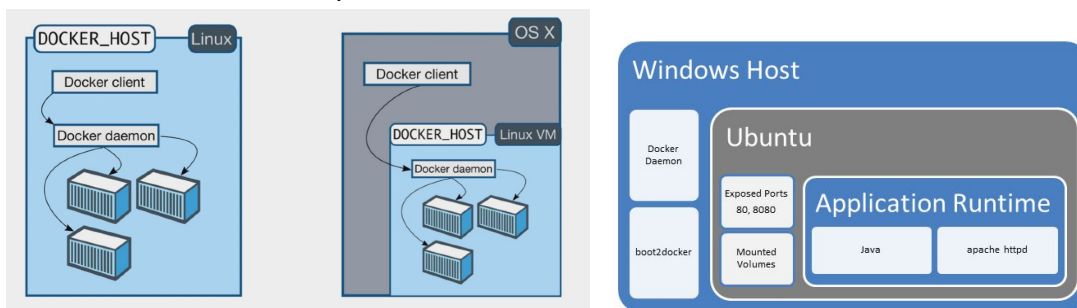 DOCKER_HOST
Linux
Docker client
Docker daemon
OS X
Docker client
DOCKER_HOST
Linux VM
Docker daemon
Windows Host
Docker
Daemon
boot2docker
Ubuntu
Exposed Ports
80, 8080
Mounted
Volumes
Application Runtime
Java
apache httpd